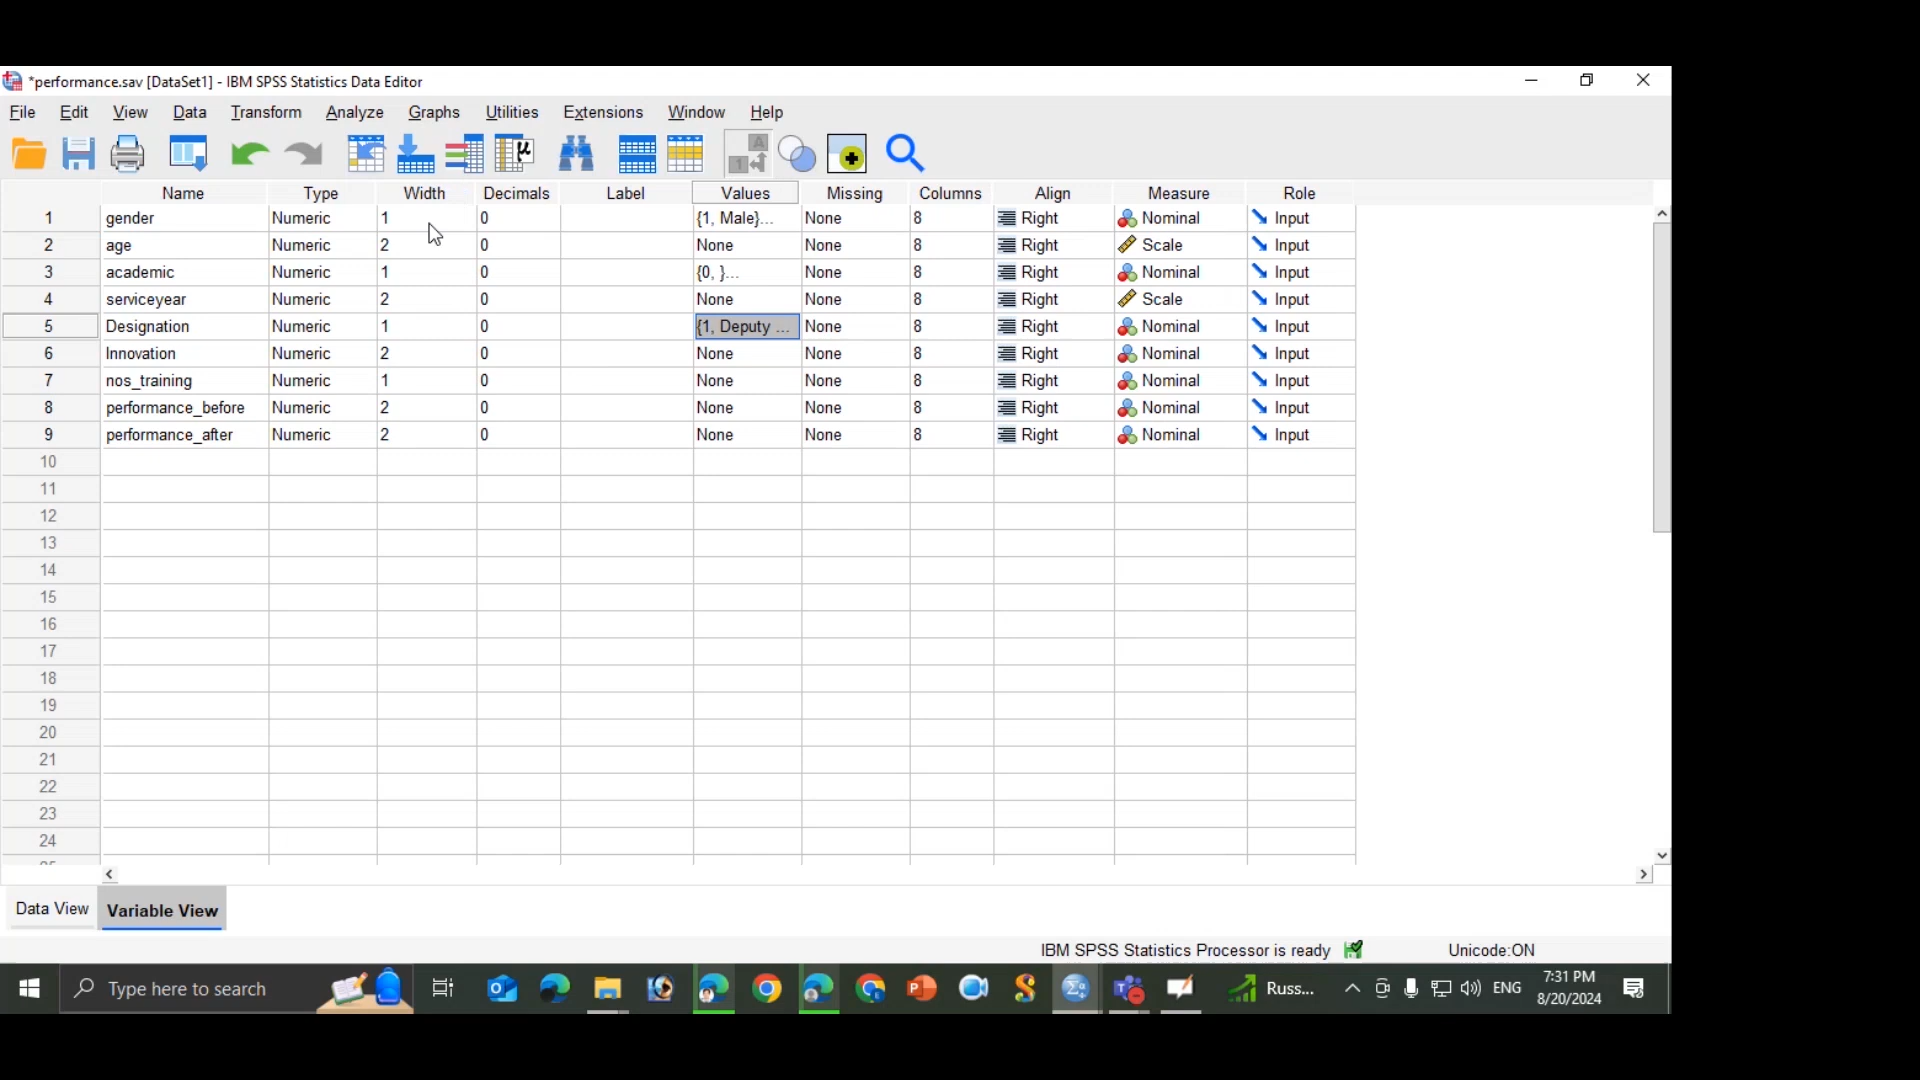 *performance.sav [DataSet1] - IBM SPSS Statistics Data Editor
File Edit View Data Transform Analyze Graphs Utilities Extensions Window Help
Name Type Width Decimals Label Values Missing Columns Align Measure Role
1 gender Numeric 1 0 {1, Male}... None 8 Right Nominal Input
2 age Numeric 2 0 None None 8 Right Scale Input
3 academic Numeric 1 0 {0, }... None 8 Right Nominal Input
4 serviceyear Numeric 2 0 None None 8 Right Scale Input
5 Designation Numeric 1 0 {1, Deputy ... None 8 Right Nominal Input
6 Innovation Numeric 2 0 None None 8 Right Nominal Input
7 nos_training Numeric 1 0 None None 8 Right Nominal Input
8 performance_before Numeric 2 0 None None 8 Right Nominal Input
9 performance_after Numeric 2 0 None None 8 Right Nominal Input
10
11
12
13
14
15
16
17
18
19
20
21
22
23
24
Data View Variable View
IBM SPSS Statistics Processor is ready Unicode:ON
Type here to search Russ... ENG 7:31 PM
8/20/2024